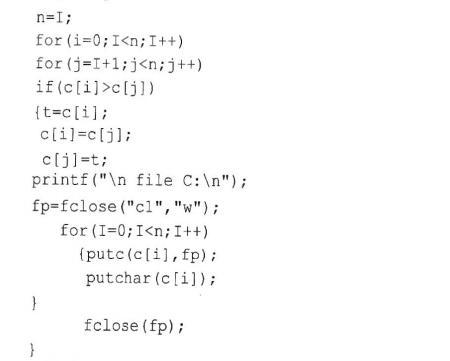 n=I;
for(i=0;I<n;I++)
for(j=I+1;j<n;j++)
if(c[i]>c[j])
{t=c[i];
c[i]=c[j];
c[j]=t;
printf("\n file C:\n");
fp=fclose("c1","w");
for(I=0;I<n;I++)
{putc(c[i],fp);
putchar(c[i]);
}
fclose(fp);
}